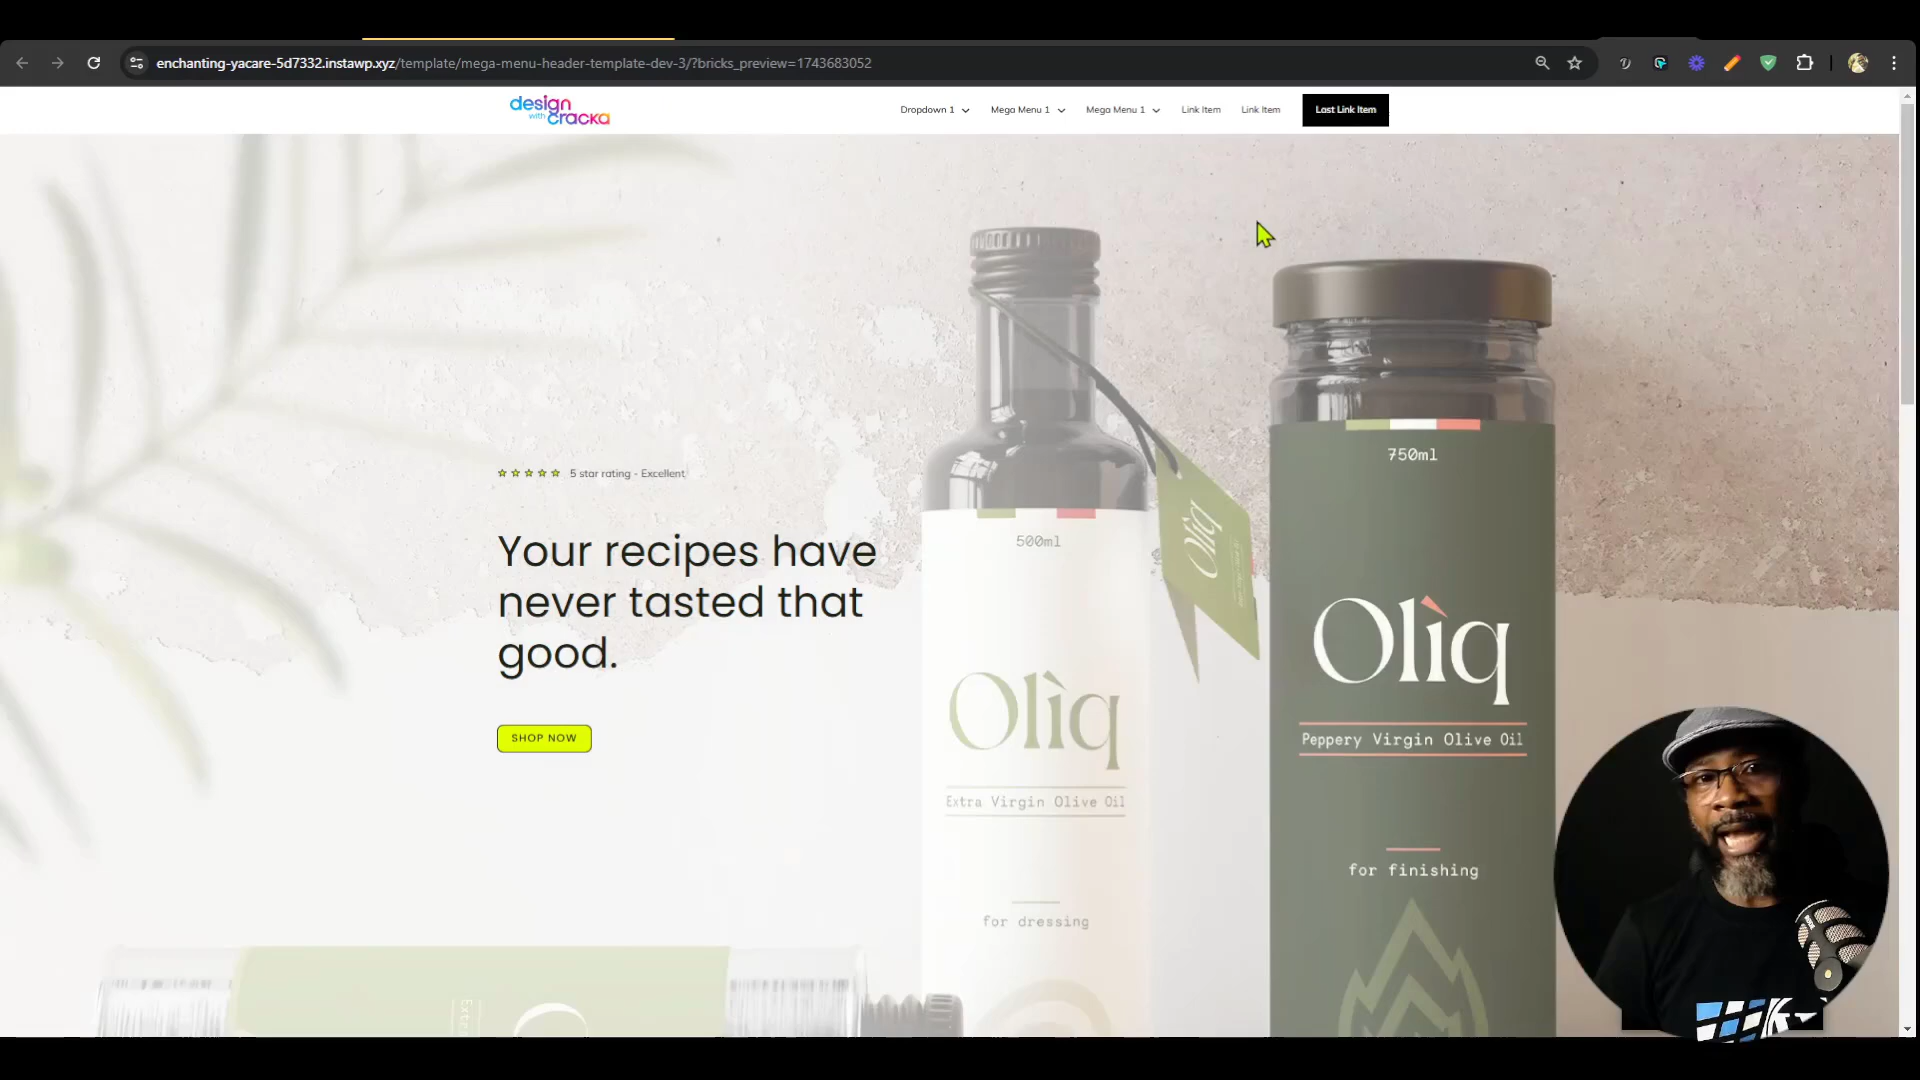 enchanting-yacare-5d7332.instawp.xyz/template/mega-menu-header-template-dev-3/?bricks_preview=1743683052
design
with cracka
Dropdown 1
Mega Menu 1
Mega Menu 1
Link Item
Link Item
Last Link Item
5 star rating - Excellent
Your recipes have
never tasted that
good.
SHOP NOW
500ml
Olìq
Extra Virgin Olive Oil
for dressing
Olìq
750ml
Olìq
Peppery Virgin Olive Oil
for finishing